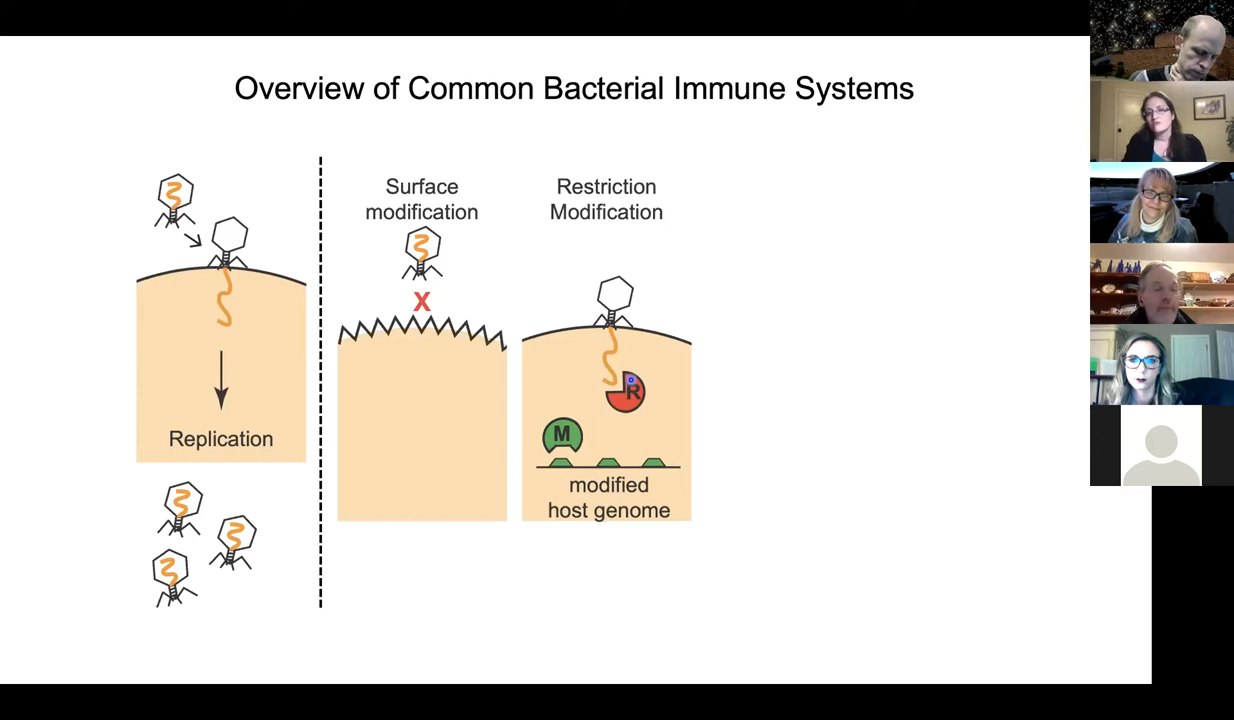 Overview of Common Bacterial Immune Systems
Surface
modification
X
Restriction
Modification
R
M
Replication
modified
host genome